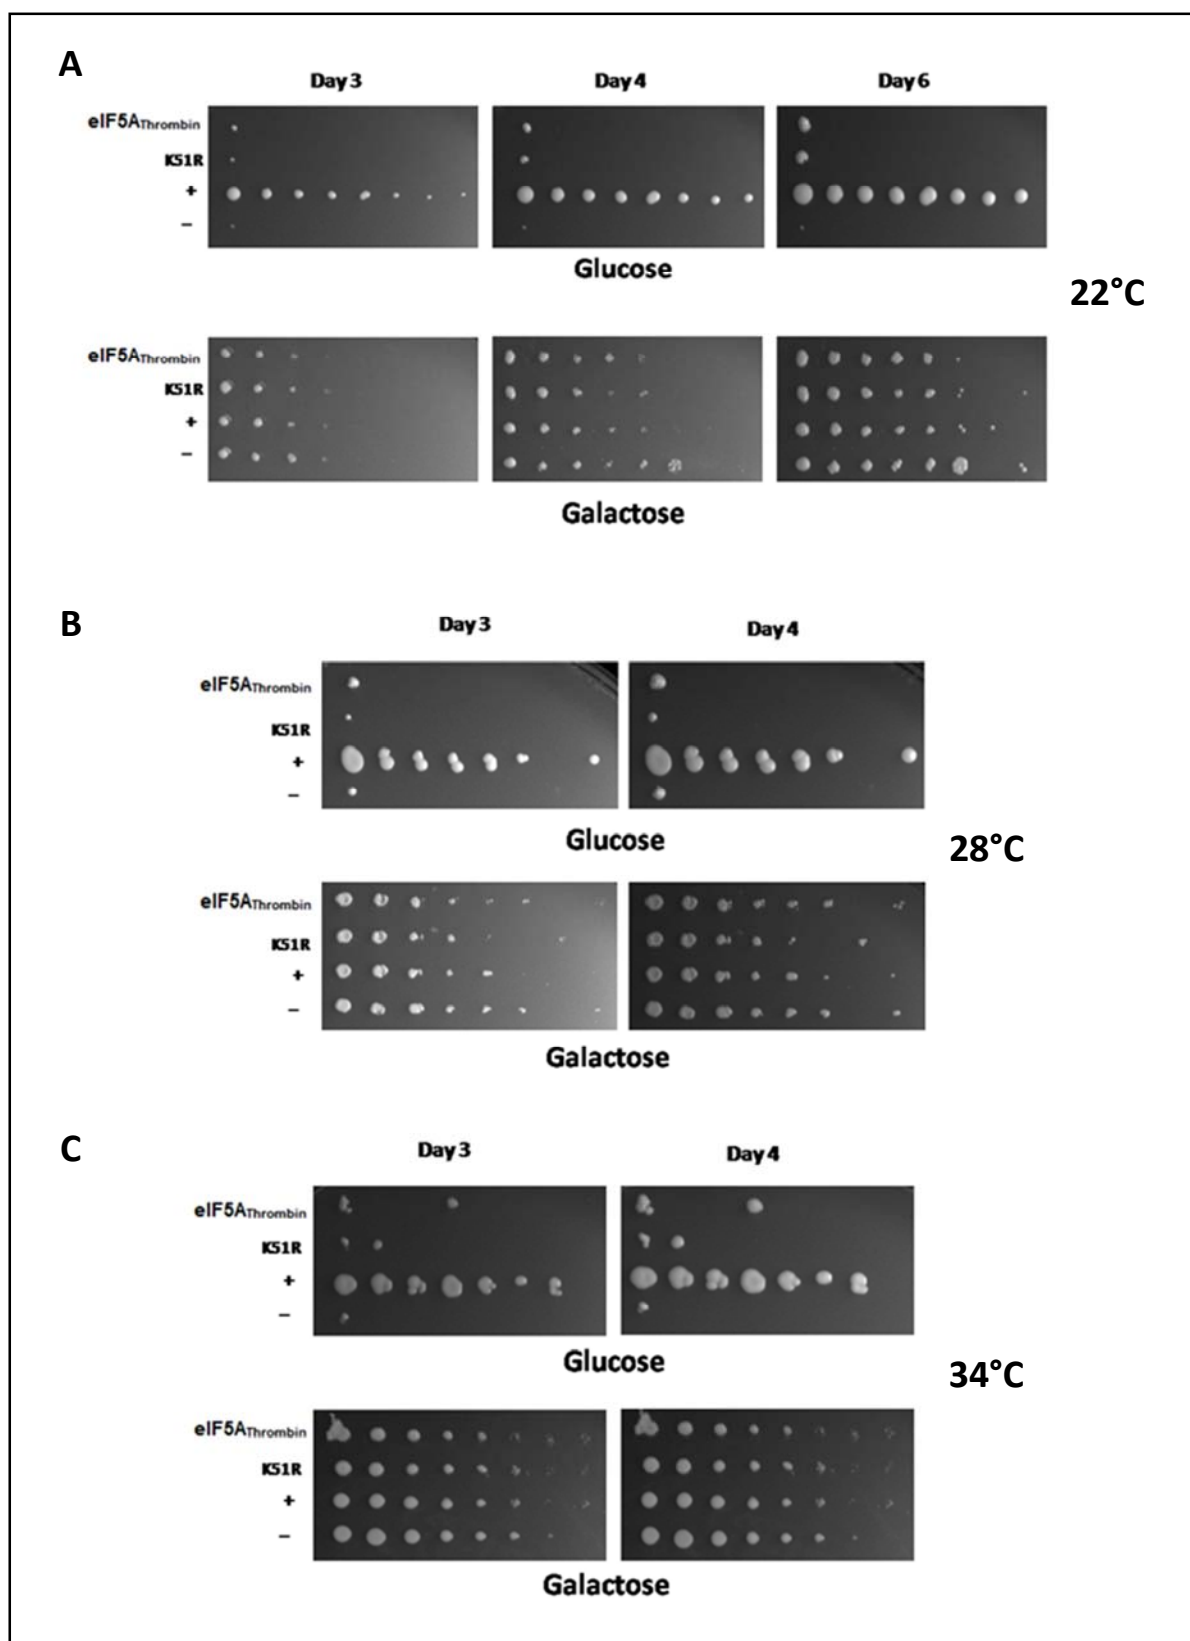 A
Day 3 Day 4 Day 6
eIF5AThrombin
K51R
+
−
Glucose
22°C
eIF5AThrombin
K51R
+
−
Galactose
B
Day 3 Day 4
eIF5AThrombin
K51R
+
−
Glucose
28°C
eIF5AThrombin
K51R
+
−
Galactose
C
Day 3 Day 4
eIF5AThrombin
K51R
+
−
Glucose
34°C
eIF5AThrombin
K51R
+
−
Galactose